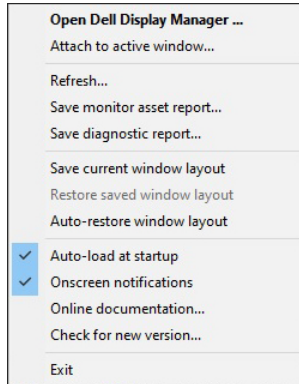 Open Dell Display Manager ...
Attach to active window...
Refresh...
Save monitor asset report...
Save diagnostic report...
Save current window layout
Restore saved window layout
Auto-restore window layout
Auto-load at startup
Onscreen notifications
Online documentation...
Check for new version...
Exit